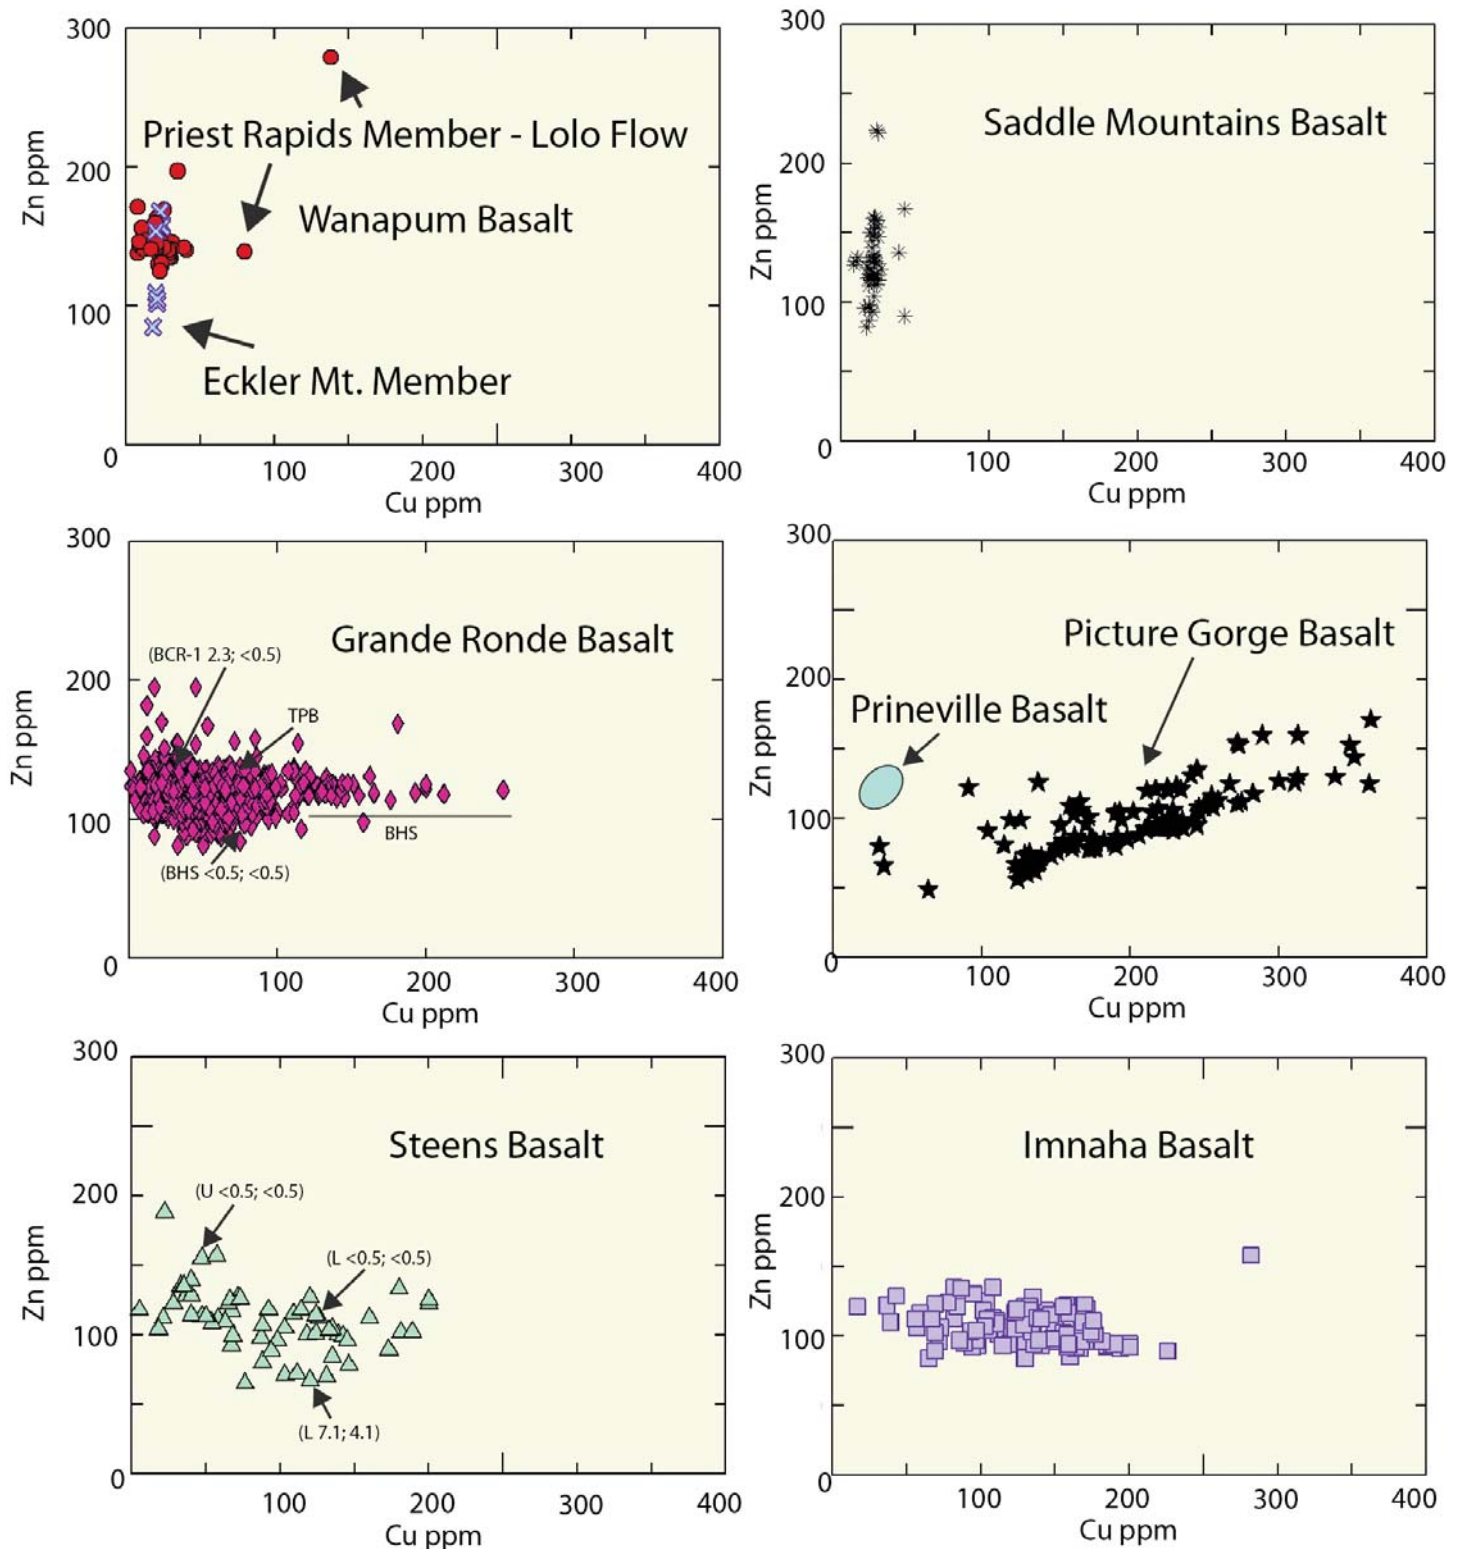 300
200
100
0
Zn ppm
Priest Rapids Member - Lolo Flow
Wanapum Basalt
Eckler Mt. Member
100
200
300
400
Cu ppm
300
200
100
0
Zn ppm
Saddle Mountains Basalt
100
200
300
400
Cu ppm
300
200
100
0
Zn ppm
Grande Ronde Basalt
(BCR-1 2.3; <0.5)
TPB
BHS
(BHS <0.5; <0.5)
100
200
300
400
Cu ppm
300
200
100
0
Zn ppm
Picture Gorge Basalt
Prineville Basalt
100
200
300
400
Cu ppm
300
200
100
0
Zn ppm
Steens Basalt
(U <0.5; <0.5)
(L <0.5; <0.5)
(L 7.1; 4.1)
100
200
300
400
Cu ppm
300
200
100
0
Zn ppm
Imnaha Basalt
100
200
300
400
Cu ppm